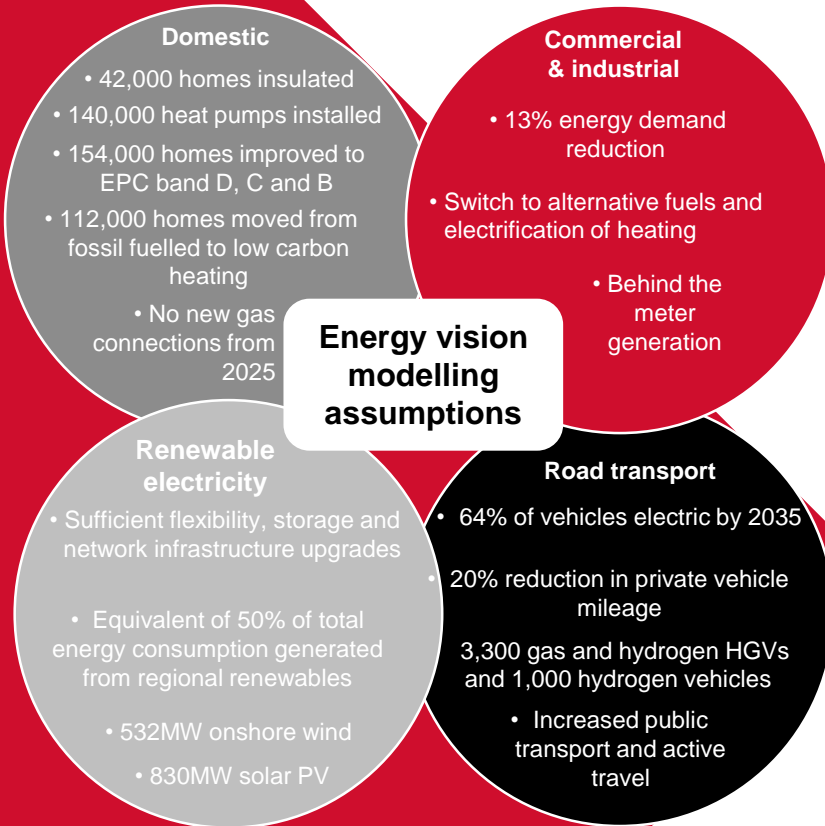 Domestic
• 42,000 homes insulated
• 140,000 heat pumps installed
• 154,000 homes improved to
EPC band D, C and B
• 112,000 homes moved from
fossil fuelled to low carbon
heating
• No new gas
connections from
2025
Commercial
& industrial
• 13% energy demand
reduction
• Switch to alternative fuels and
electrification of heating
• Behind the
meter
generation
Energy vision
modelling
assumptions
Renewable
electricity
• Sufficient flexibility, storage and
network infrastructure upgrades
• Equivalent of 50% of total
energy consumption generated
from regional renewables
• 532MW onshore wind
• 830MW solar PV
Road transport
• 64% of vehicles electric by 2035
• 20% reduction in private vehicle
mileage
3,300 gas and hydrogen HGVs
and 1,000 hydrogen vehicles
• Increased public
transport and active
travel